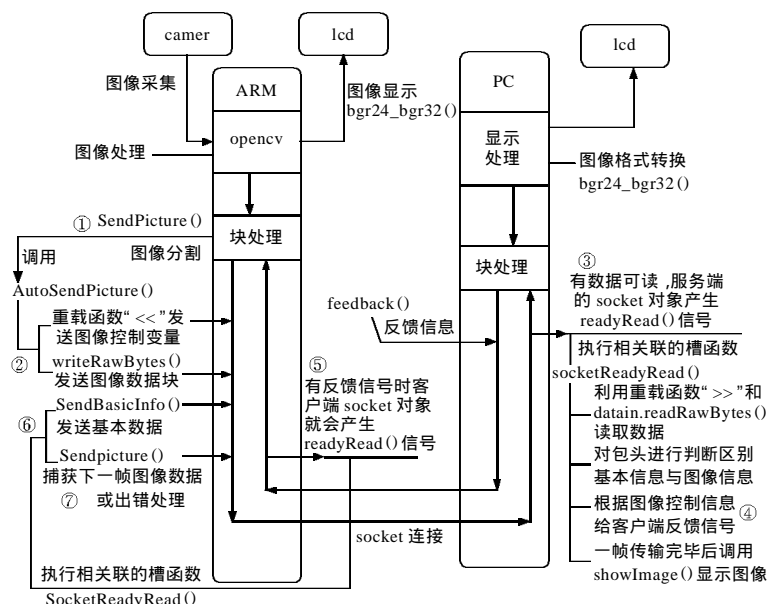 camer
lcd
lcd
图像采集
ARM
图像显示
bgr24_bgr32()
PC
opencv
图像处理
显示
处理
图像格式转换
bgr24_bgr32()
① SendPicture()
图像分割
块处理
调用
AutoSendPicture()
块处理
③
有数据可读,服务端
的 socket 对象产生
readyRead()信号
执行相关联的槽函数
socketReadyRead()
利用重载函数“ >>”和
datain.readRawBytes()
读取数据
对包头进行判断区别
基本信息与图像信息
根据图像控制信息
给客户端反馈信号
④
一帧传输完毕后调用
showImage()显示图像
feedback()
反馈信息
②
重载函数“ <<”发
送图像控制变量
writeRawBytes()
发送图像数据块
⑤
有反馈信号时客
户端 socket 对象
就会产生
readyRead()信号
⑥
SendBasicInfo()
发送基本数据
Sendpicture()
捕获下一帧图像数据
⑦ 或出错处理
socket 连接
执行相关联的槽函数
SocketReadyRead()